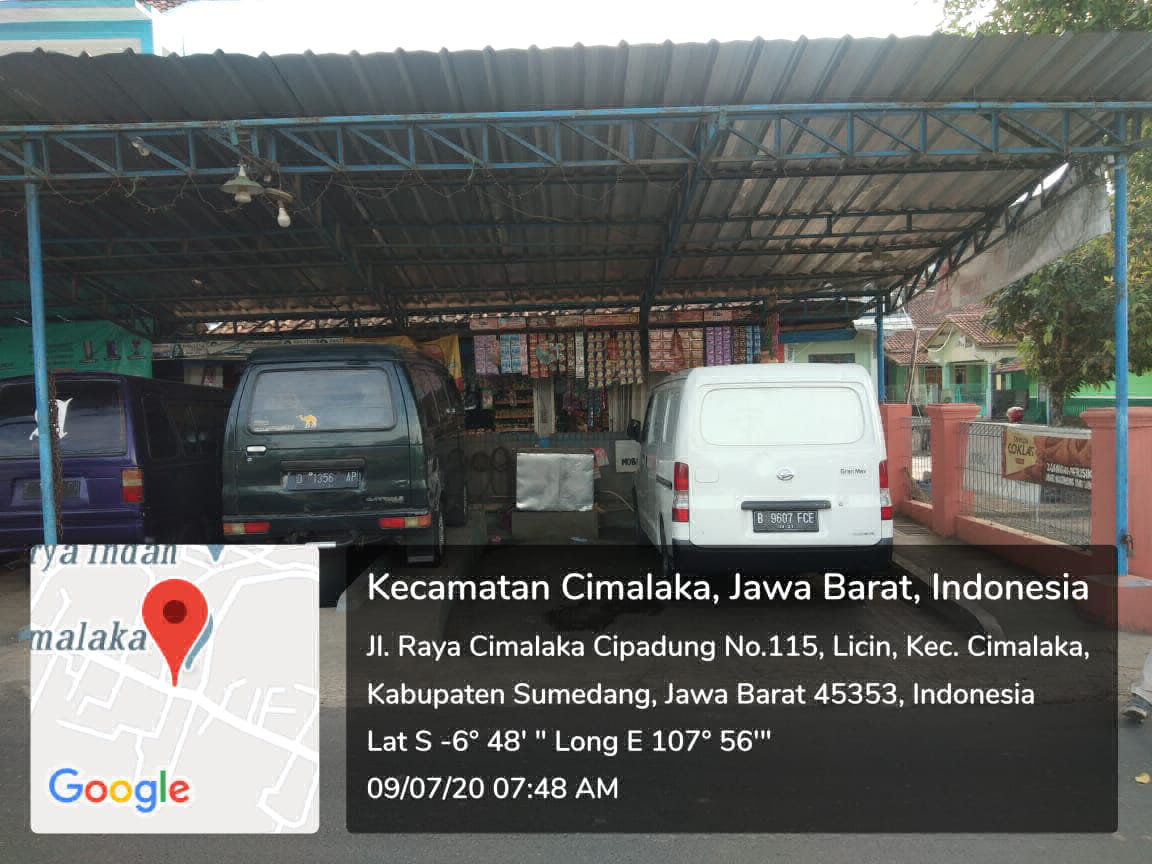 D 1356 AP
MOBI
Gran Max
B 9607 FCE
COKLAT
rya Indah
malaka
Google
Kecamatan Cimalaka, Jawa Barat, Indonesia
Jl. Raya Cimalaka Cipadung No.115, Licin, Kec. Cimalaka,
Kabupaten Sumedang, Jawa Barat 45353, Indonesia
Lat S -6° 48' '' Long E 107° 56'''
09/07/20 07:48 AM